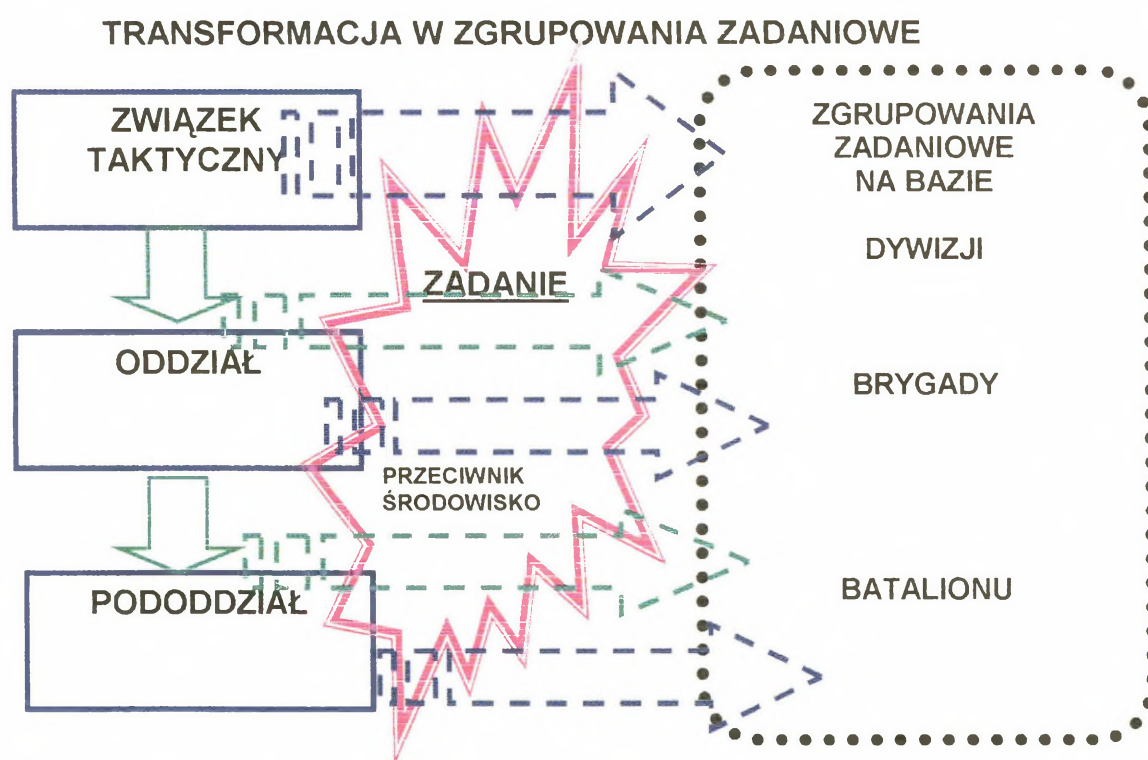 TRANSFORMACJA W ZGRUPOWANIA ZADANIOWE
ZWIĄZEK
TAKTYCZNY
ZGRUPOWANIA
ZADANIOWE
NA BAZIE
DYWIZJI
ZADANIE
ODDZIAŁ
BRYGADY
PRZECIWNIK
ŚRODOWISKO
PODODDZIAŁ
BATALIONU